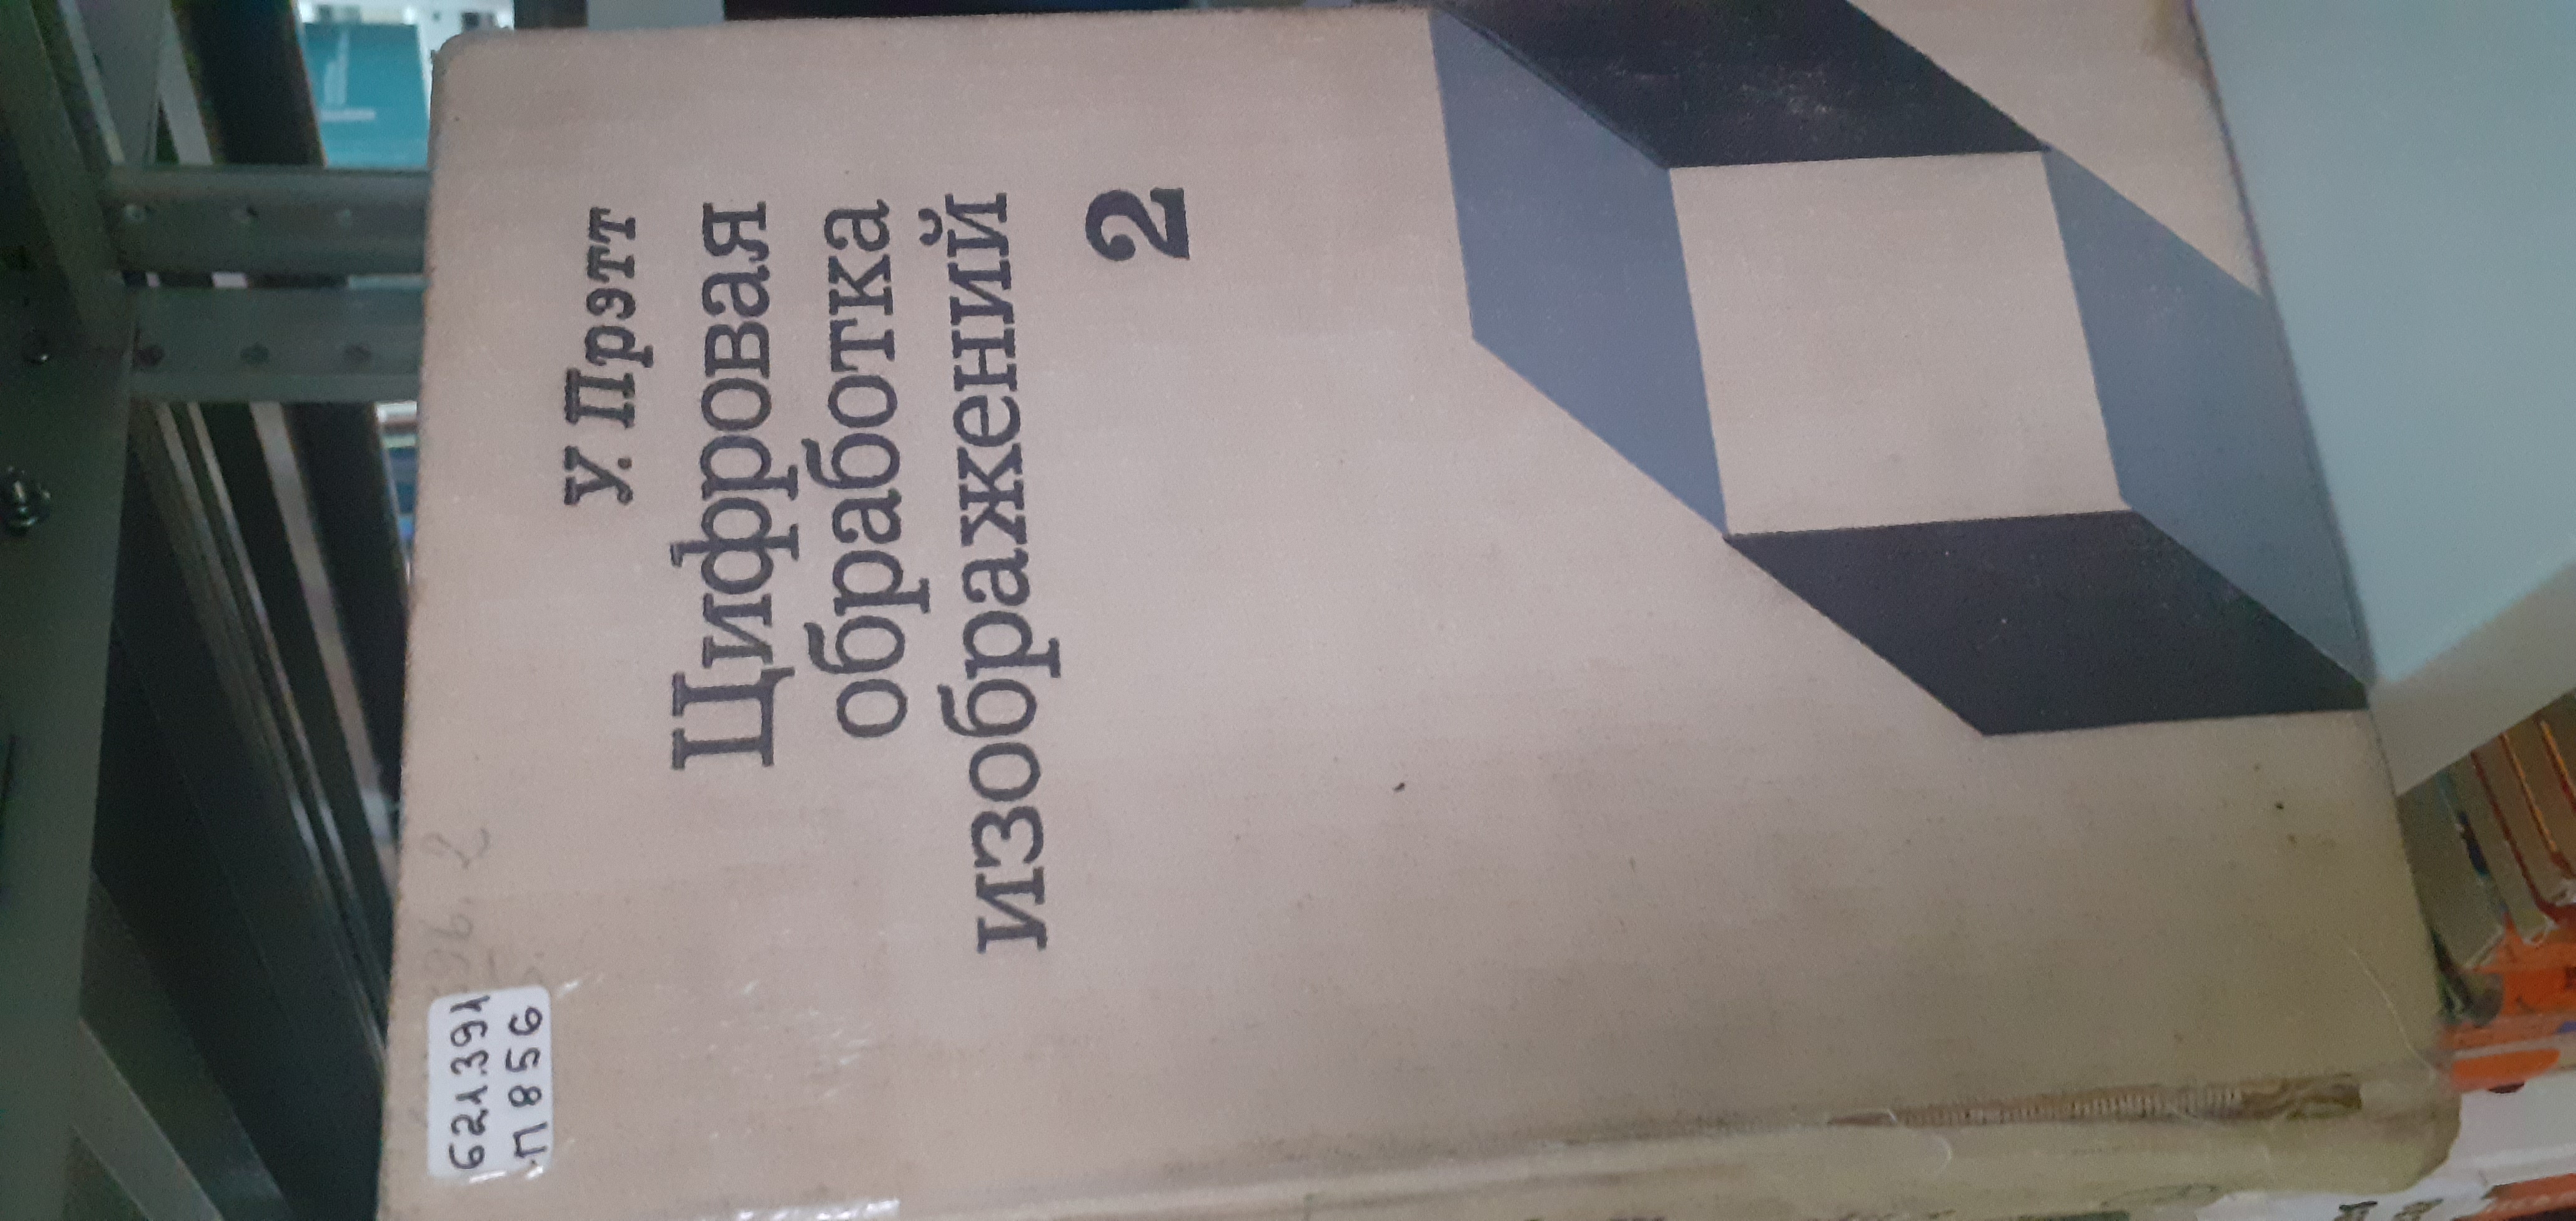 621.391
П 856
У. Прэтт
Цифровая
обработка
изображений
2